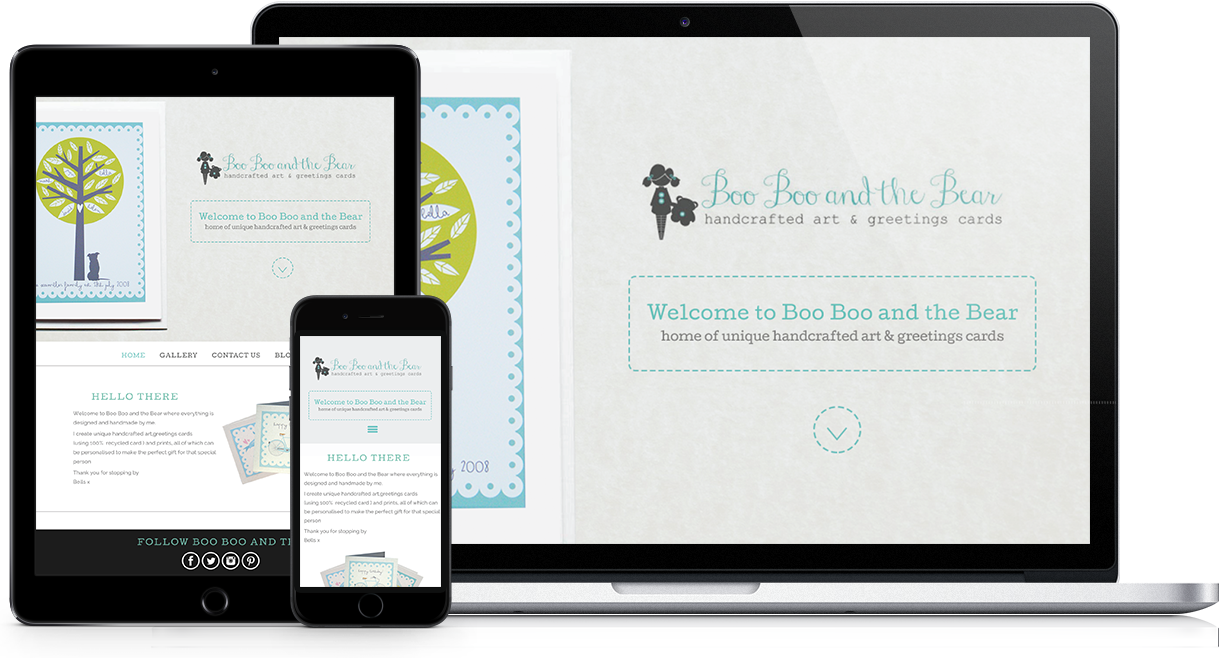 Boo Boo and the Bear
handcrafted art & greetings cards
Welcome to Boo Boo and the Bear
home of unique handcrafted art & greetings cards
HOME GALLERY CONTACT US BLO
HELLO THERE
Welcome to Boo Boo and the Bear where everything is
designed and handmade by me.
I create unique handcrafted art,greetings cards
(using 100% recycled card ) and prints, all of which can
be personalised to make the perfect gift for that special
person
Thank you for stopping by
Bells x
FOLLOW BOO BOO AND TH
Boo Boo and the Bear
handcrafted art & greetings cards
Welcome to Boo Boo and the Bear
home of unique handcrafted art & greetings cards
HELLO THERE
Welcome to Boo Boo and the Bear where everything is
designed and handmade by me.
I create unique handcrafted art,greetings cards
(using 100% recycled card ) and prints, all of which can
be personalised to make the perfect gift for that special
person
Thank you for stopping by
Bells x
lolla
2008
Boo Boo and the Bear
handcrafted art & greetings cards
Welcome to Boo Boo and the Bear
home of unique handcrafted art & greetings cards